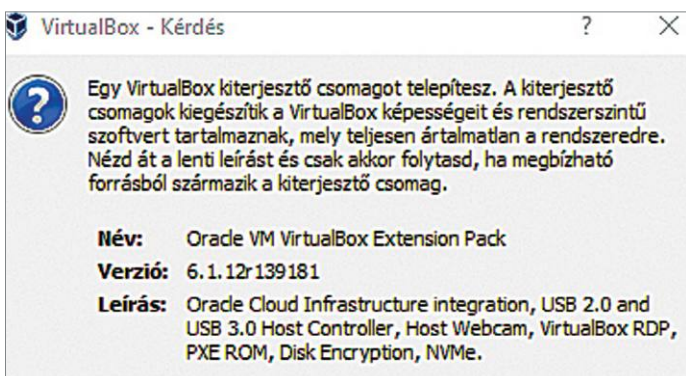 VirtualBox - Kérdés ?
Egy VirtualBox kiterjesztő csomagot telepítesz. A kiterjesztő
csomagok kiegészítik a VirtualBox képességeit és rendszerszintű
szoftvert tartalmaznak, mely teljesen ártalmatlan a rendszeredre.
Nézd át a lenti leírást és csak akkor folytasd, ha megbízható
forrásból származik a kiterjesztő csomag.
Név: Oracle VM VirtualBox Extension Pack
Verzió: 6.1.12r139181
Leírás: Oracle Cloud Infrastructure integration, USB 2.0 and
USB 3.0 Host Controller, Host Webcam, VirtualBox RDP,
PXE ROM, Disk Encryption, NVMe.